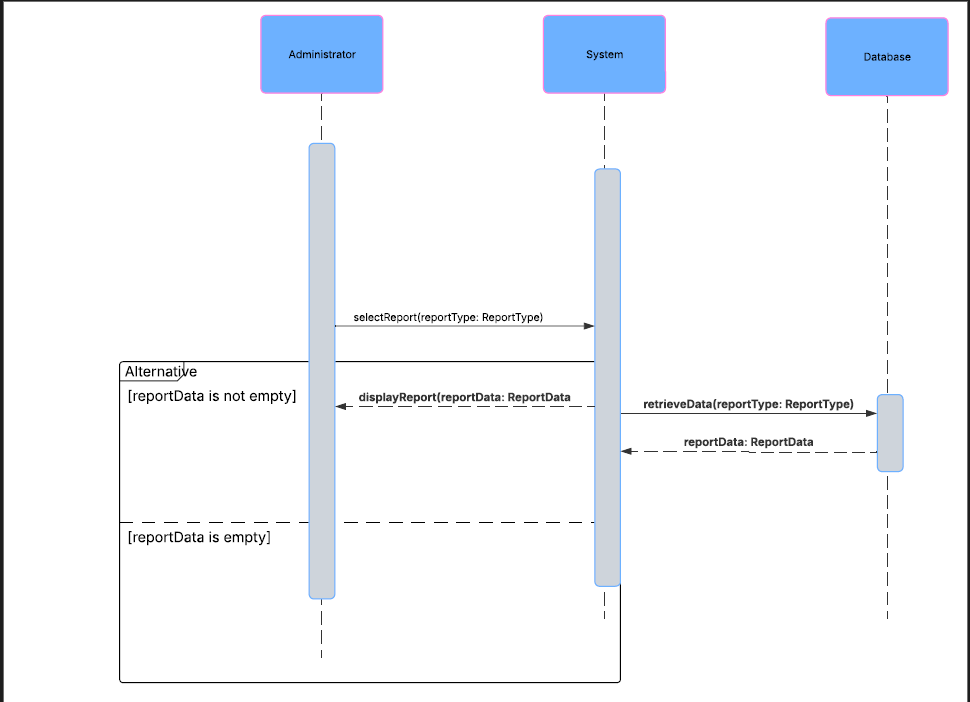 Administrator
System
Database
selectReport(reportType: ReportType)
Alternative
[reportData is not empty]
displayReport(reportData: ReportData
retrieveData(reportType: ReportType)
reportData: ReportData
[reportData is empty]